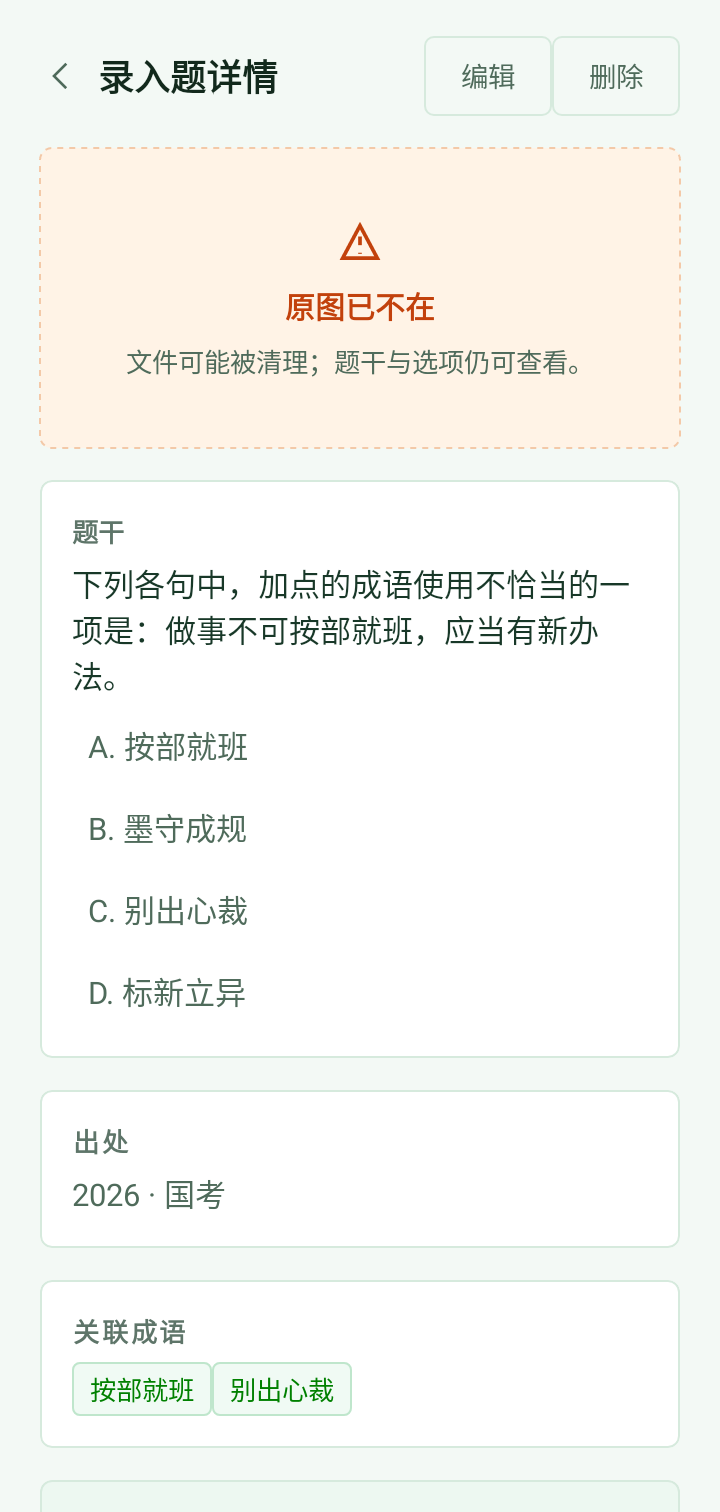 录入题详情
编辑
删除
原图已不在
文件可能被清理；题干与选项仍可查看。
题干
下列各句中，加点的成语使用不恰当的一
项是：做事不可按部就班，应当有新办
法。
A. 按部就班
B. 墨守成规
C. 别出心裁
D. 标新立异
出处
2026 · 国考
关联成语
按部就班
别出心裁